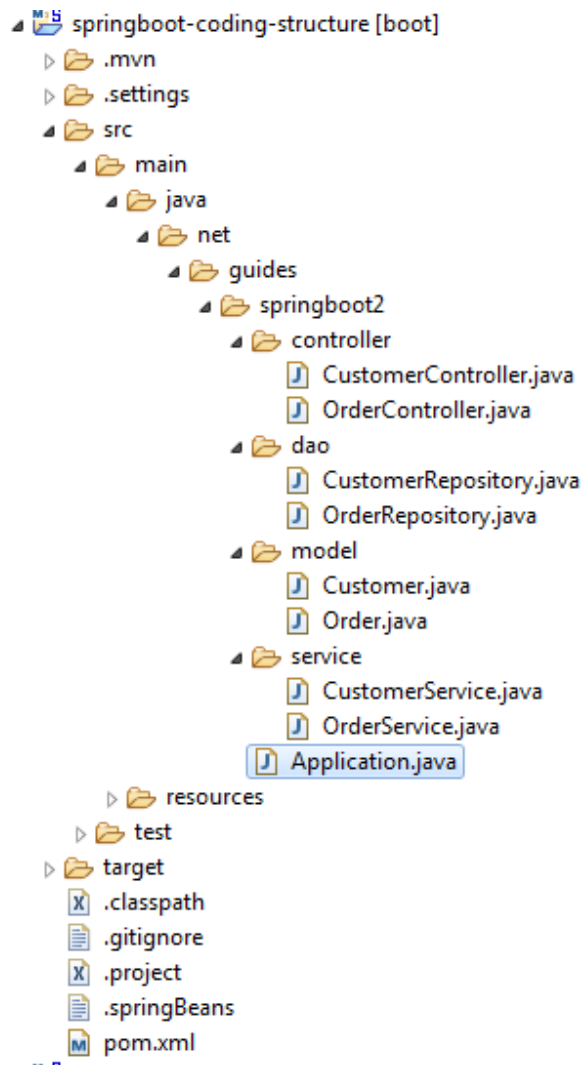 springboot-coding-structure [boot]
.mvn
.settings
src
main
java
net
guides
springboot2
controller
CustomerController.java
OrderController.java
dao
CustomerRepository.java
OrderRepository.java
model
Customer.java
Order.java
service
CustomerService.java
OrderService.java
Application.java
resources
test
target
.classpath
.gitignore
.project
.springBeans
pom.xml